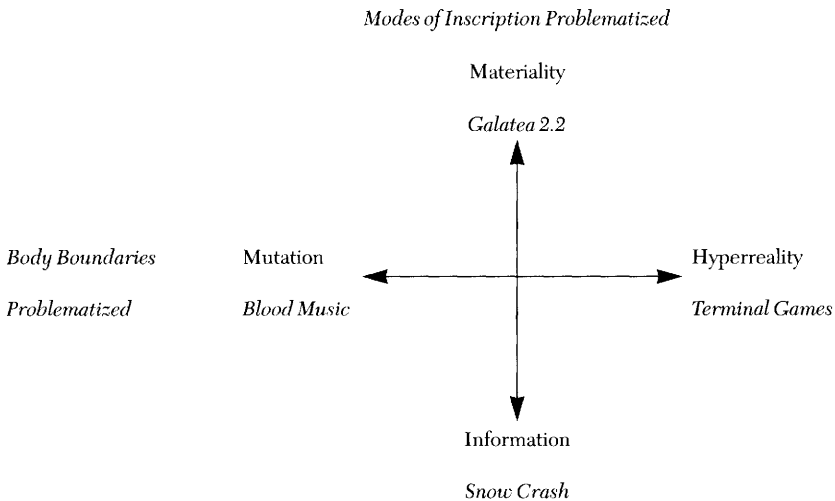 Modes of Inscription Problematized
Materiality
Galatea 2.2
Body Boundaries
Problematized
Mutation
Blood Music
Hyperreality
Terminal Games
Information
Snow Crash